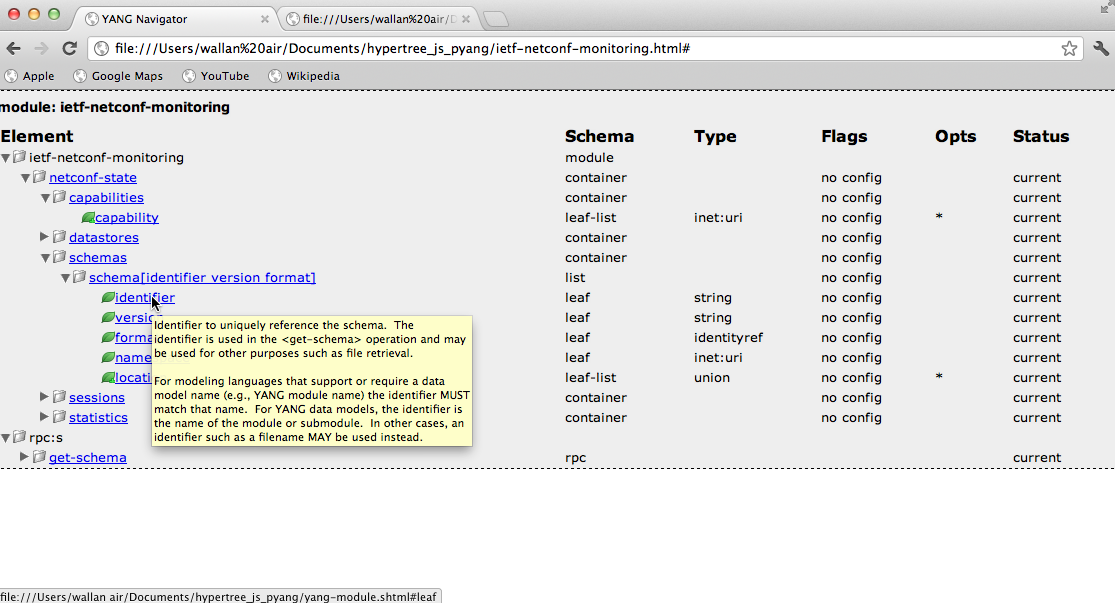 YANG Navigator
file:///Users/wallan%20air/D
file:///Users/wallan%20air/Documents/hypertree_js_pyang/ietf-netconf-monitoring.html#
Apple Google Maps YouTube Wikipedia
module: ietf-netconf-monitoring
Element Schema Type Flags Opts Status
ietf-netconf-monitoring module
netconf-state container no config current
capabilities container no config current
capability leaf-list inet:uri no config * current
datastores container no config current
schemas container no config current
schema[identifier version format] list no config current
identifier leaf string no config current
versio leaf string no config current
forma leaf identityref no config current
name leaf inet:uri no config current
locati leaf-list union no config * current
sessions container no config current
statistics container no config current
Identifier to uniquely reference the schema. The
identifier is used in the <get-schema> operation and may
be used for other purposes such as file retrieval.
For modeling languages that support or require a data
model name (e.g., YANG module name) the identifier MUST
match that name. For YANG data models, the identifier is
the name of the module or submodule. In other cases, an
identifier such as a filename MAY be used instead.
rpc:s
get-schema rpc current
file:///Users/wallan air/Documents/hypertree_js_pyang/yang-module.shtml#leaf